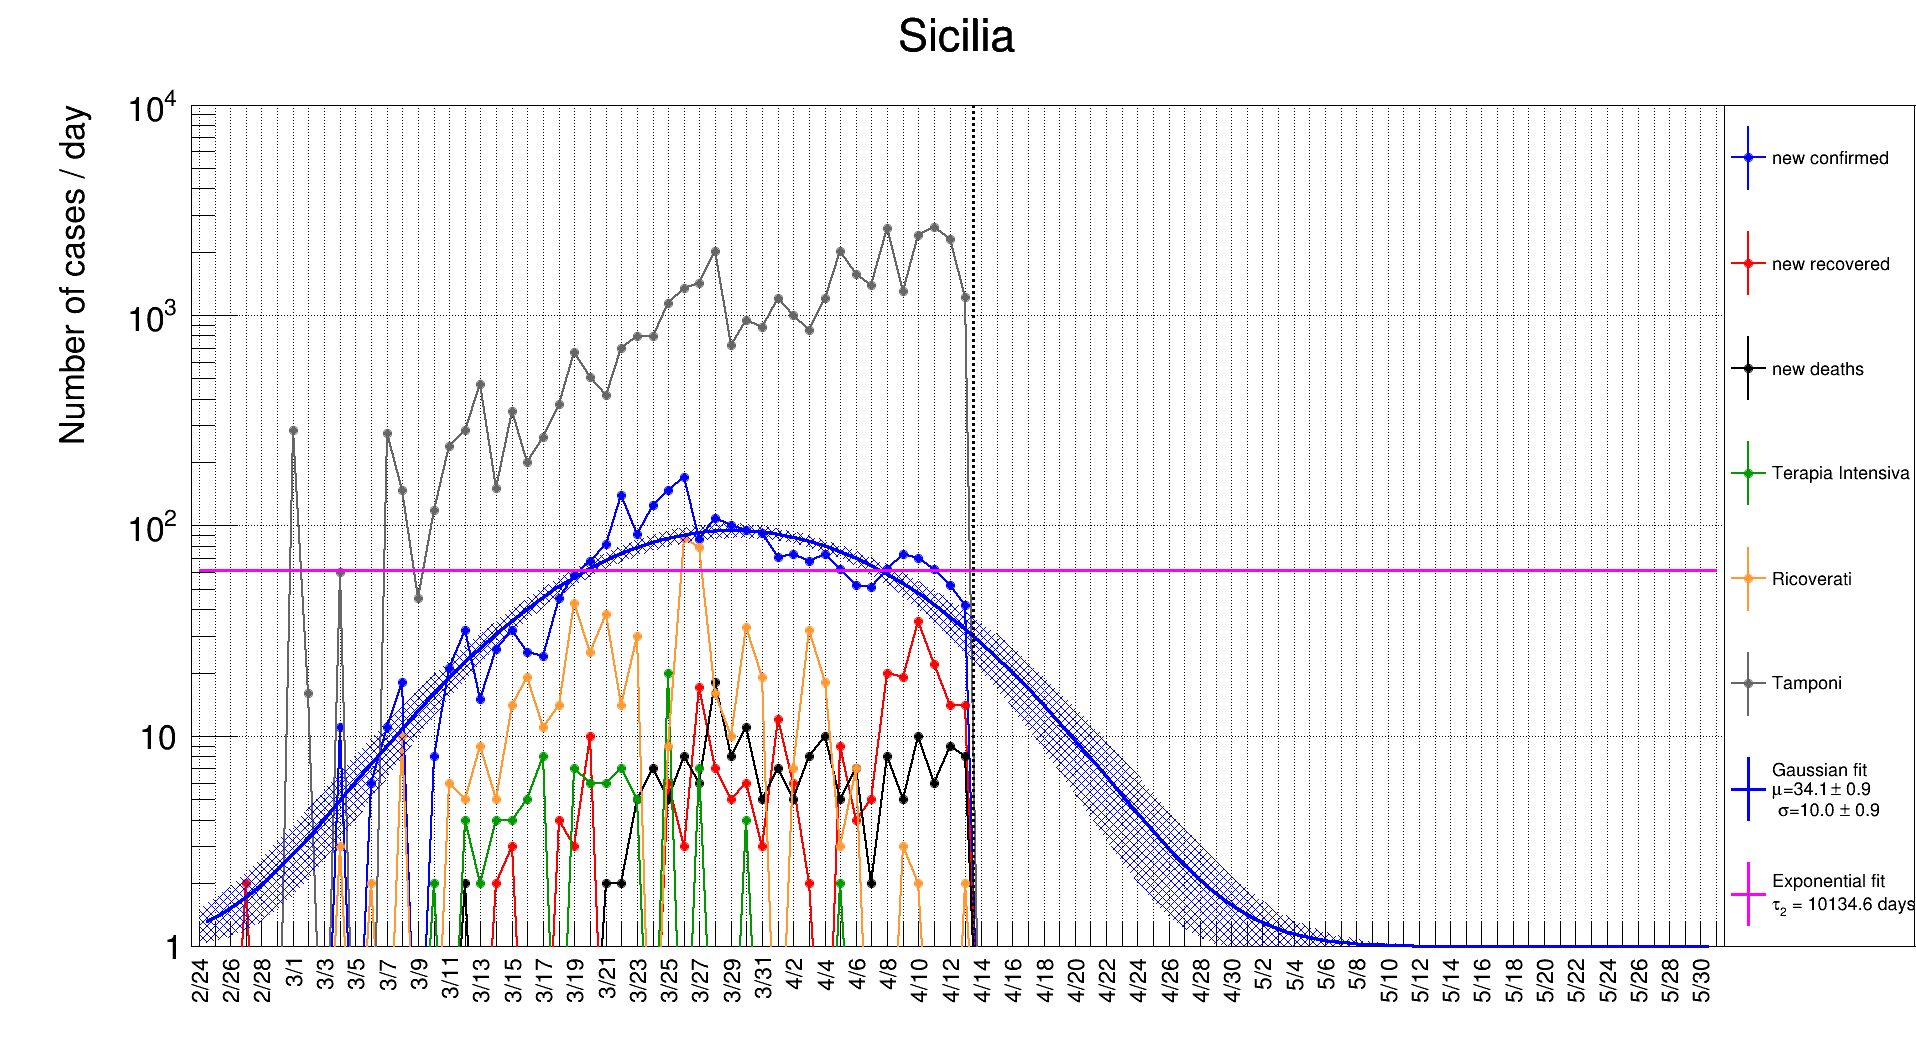 Sicilia
Number of cases / day
10⁴
10³
10²
10
1
2/24 2/26 2/28 3/1 3/3 3/5 3/7 3/9 3/11 3/13 3/15 3/17 3/19 3/21 3/23 3/25 3/27 3/29 3/31 4/2 4/4 4/6 4/8 4/10 4/12 4/14 4/16 4/18 4/20 4/22 4/24 4/26 4/28 4/30 5/2 5/4 5/6 5/8 5/10 5/12 5/14 5/16 5/18 5/20 5/22 5/24 5/26 5/28 5/30
new confirmed
new recovered
new deaths
Terapia Intensiva
Ricoverati
Tamponi
Gaussian fit
μ=34.1 ± 0.9
σ=10.0 ± 0.9
Exponential fit
τ₂ = 10134.6 days